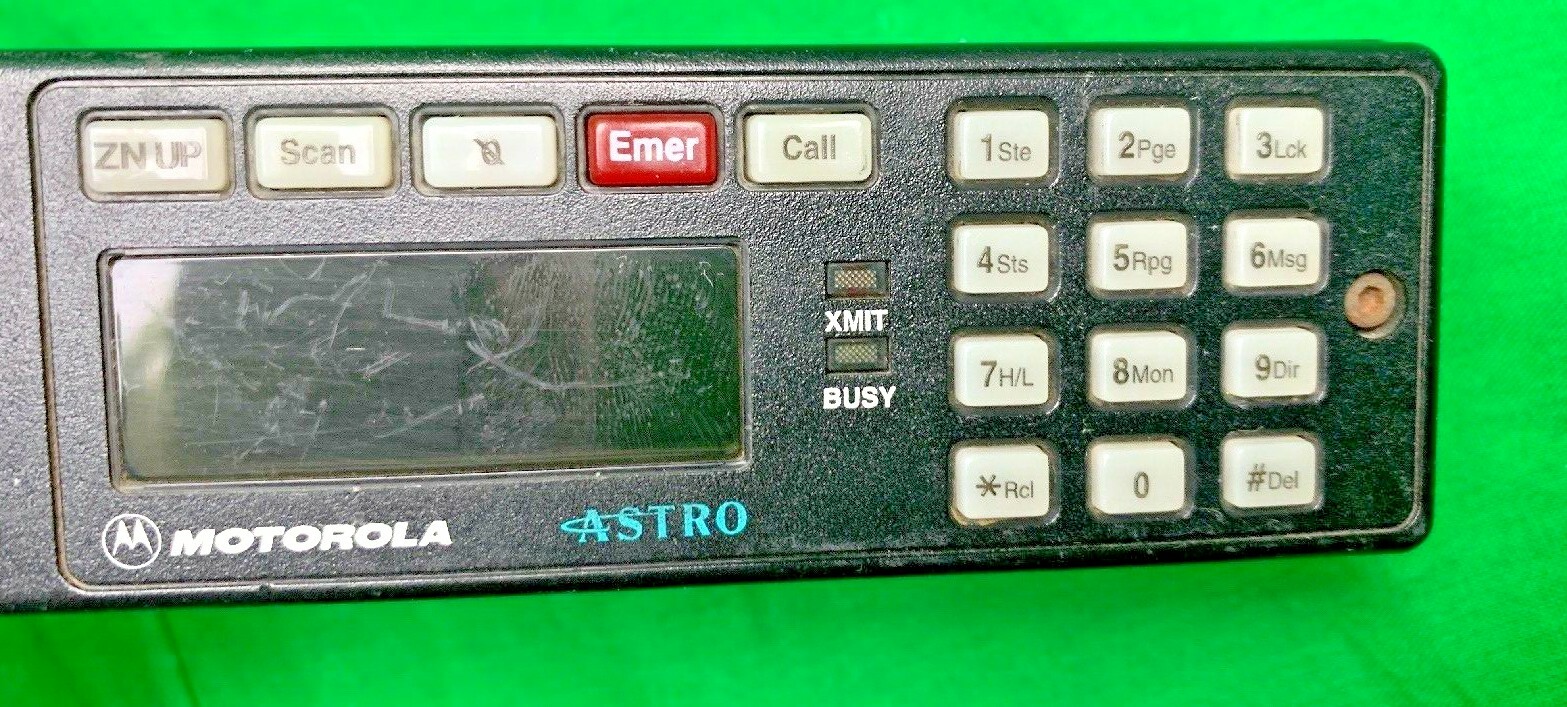 ZN UP Scan Emer Call 1Ste 2Pge 3Lck
4Sts 5Rpg 6Msg
XMIT
7H/L 8Mon 9Dir
BUSY
*Rcl 0 #Del
MOTOROLA ASTRO